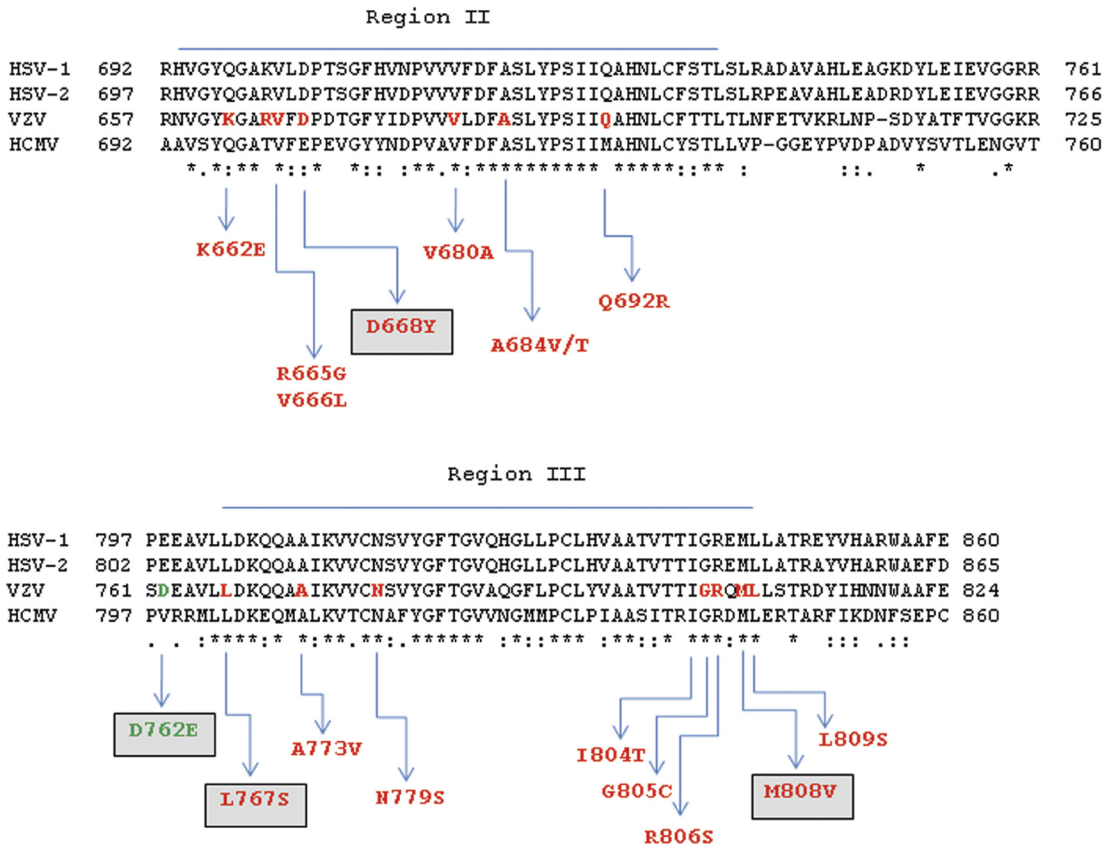 Region II
HSV-1 692 RHVGYQGAKVLDPTSGFHVNPVVVFDFASLYPSIIQAHNLCFSTLSLRADAVAHLEAGKDYLEIEVGGRR 761
HSV-2 697 RHVGYQGARVLDPTSGFHVNPVVVFDFASLYPSIIQAHNLCFSTLSLRPEAVAHLEADRDYLEIEVGGRR 766
VZV 657 RNVGYKGARVFDPDTGFYIDPVVVLDFASLYPSIIQAHNLCFTTLTLNFETVKRLNP-SDYATFTVGGKR 725
HCMV 692 AAVSYQGATVFEPEVGYYNDPVAVFDFASLYPSIIMAHNLCYSTLLVP-GGEYPVDPADVYSVTLENGVT 760
*.*:** *::* *:: :**.*:********* *****::** : ::. * .*
K662E
V680A
Q692R
D668Y
A684V/T
R665G
V666L
Region III
HSV-1 797 PEEAVLLDKQQAAIKVVCNSVYGFTGVQHGLLPCLHVAATVTTIGREMLLATREYVHARWAAFE 860
HSV-2 802 PEEAVLLDKQQAAIKVVCNSVYGFTGVQHGLLPCLHVAATVTTIGREMLLATRAYVHARWAEFD 865
VZV 761 SDEAVLLDKQQAAIKVVCNSVYGFTGVAQGFLPCLYVAATVTTIGRQMLLSTRDYIHNNWAAFE 824
HCMV 797 PVRRMLLDKEQMALKVTCNAFYGFTGVVNGMMPCLPIAASITRIGRDMLERTARFIKDNFSEPC 860
. . :****:* *:**.**:.******* :*::*** :**::* ***:** * * ::: .::
D762E
A773V
L809S
I804T
L767S
N779S
G805C
M808V
R806S